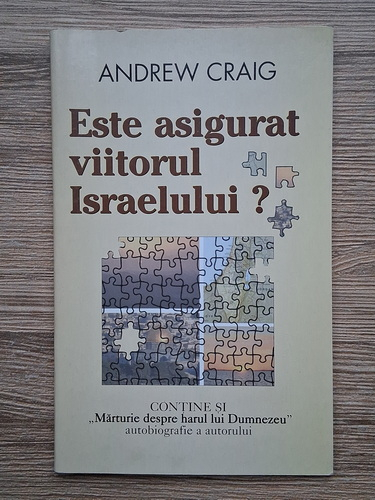 ANDREW CRAIG
Este asigurat
viitorul
Israelului ?
CONTINE SI
„Mărturie despre harul lui Dumnezeu”
autobiografie a autorului